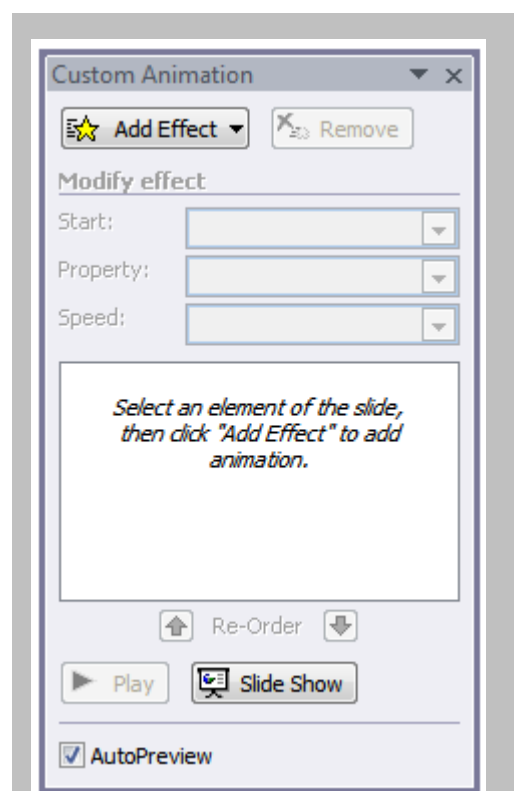 Custom Animation
Add Effect Remove
Modify effect
Start:
Property:
Speed:
Select an element of the slide,
then click "Add Effect" to add
animation.
Re-Order
Play Slide Show
AutoPreview